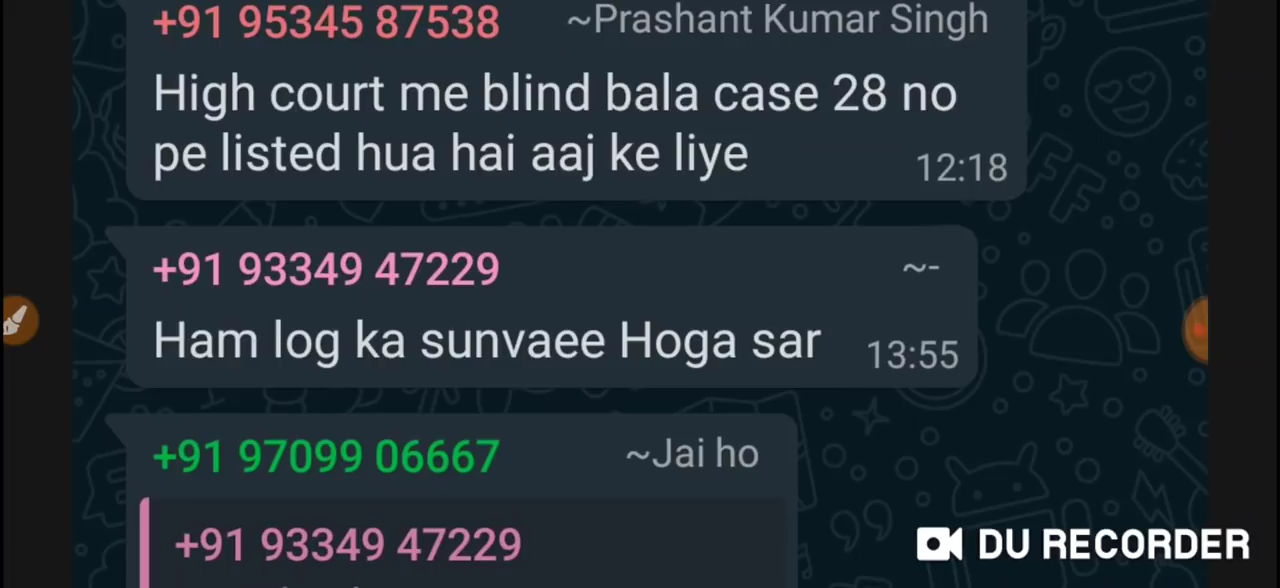 +91 95345 87538 ~Prashant Kumar Singh
High court me blind bala case 28 no
pe listed hua hai aaj ke liye 12:18
+91 93349 47229 ~-
Ham log ka sunvaee Hoga sar 13:55
+91 97099 06667 ~Jai ho
+91 93349 47229
DU RECORDER